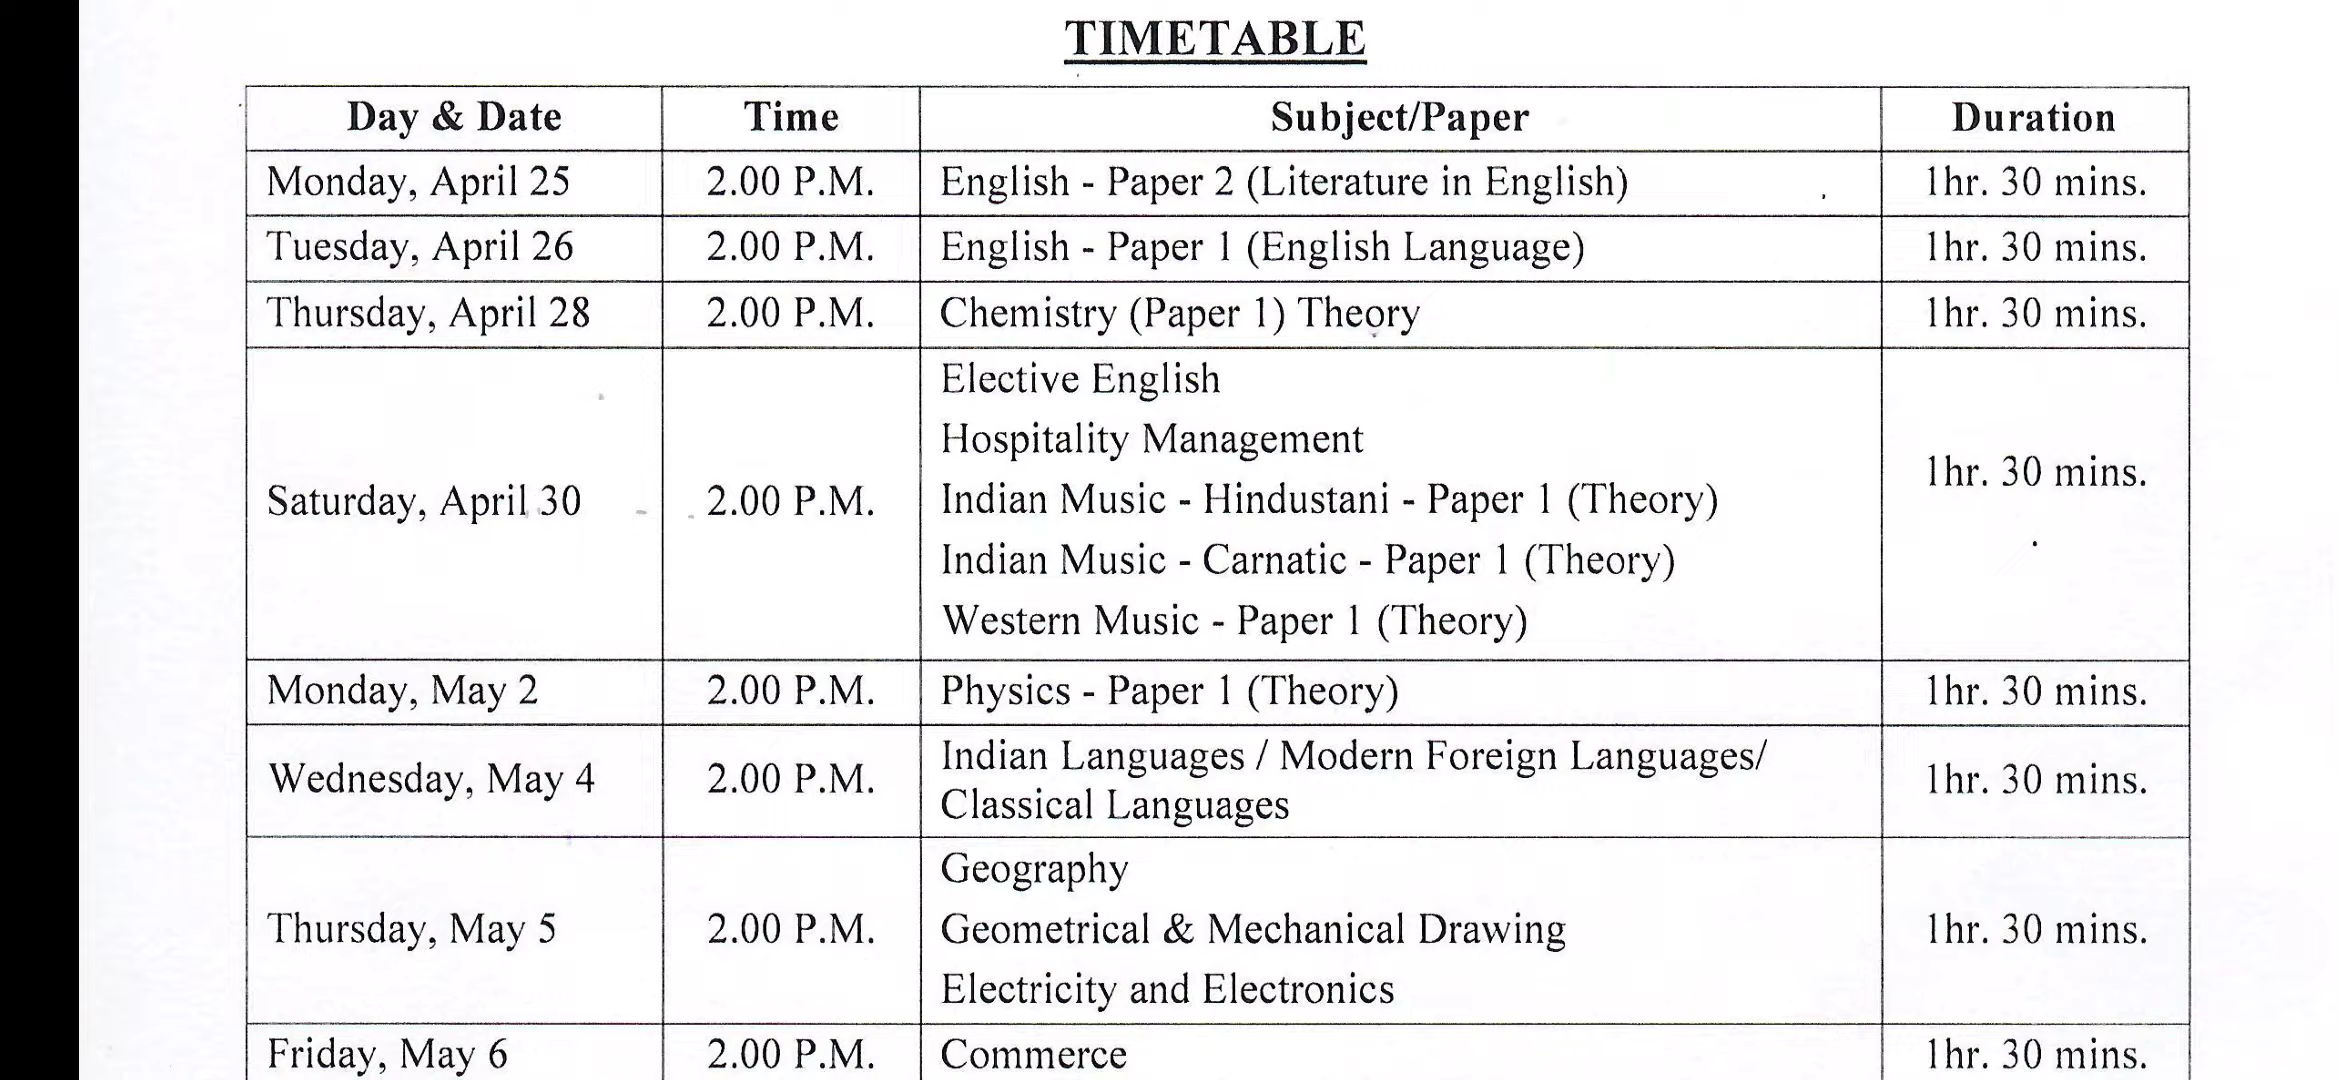 TIMETABLE
Day & Date Time Subject/Paper Duration
Monday, April 25 2.00 P.M. English - Paper 2 (Literature in English) 1hr. 30 mins.
Tuesday, April 26 2.00 P.M. English - Paper 1 (English Language) 1hr. 30 mins.
Thursday, April 28 2.00 P.M. Chemistry (Paper 1) Theory 1hr. 30 mins.
Saturday, April 30 2.00 P.M. Elective English
Hospitality Management
Indian Music - Hindustani - Paper 1 (Theory)
Indian Music - Carnatic - Paper 1 (Theory)
Western Music - Paper 1 (Theory)
1hr. 30 mins.
Monday, May 2 2.00 P.M. Physics - Paper 1 (Theory) 1hr. 30 mins.
Wednesday, May 4 2.00 P.M. Indian Languages / Modern Foreign Languages/
Classical Languages
1hr. 30 mins.
Thursday, May 5 2.00 P.M. Geography
Geometrical & Mechanical Drawing
Electricity and Electronics
1hr. 30 mins.
Friday, May 6 2.00 P.M. Commerce 1hr. 30 mins.